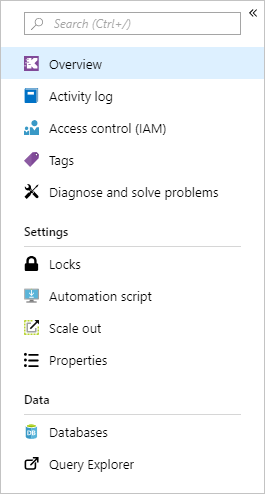 Search (Ctrl+/)
Overview
Activity log
Access control (IAM)
Tags
Diagnose and solve problems
Settings
Locks
Automation script
Scale out
Properties
Data
Databases
Query Explorer